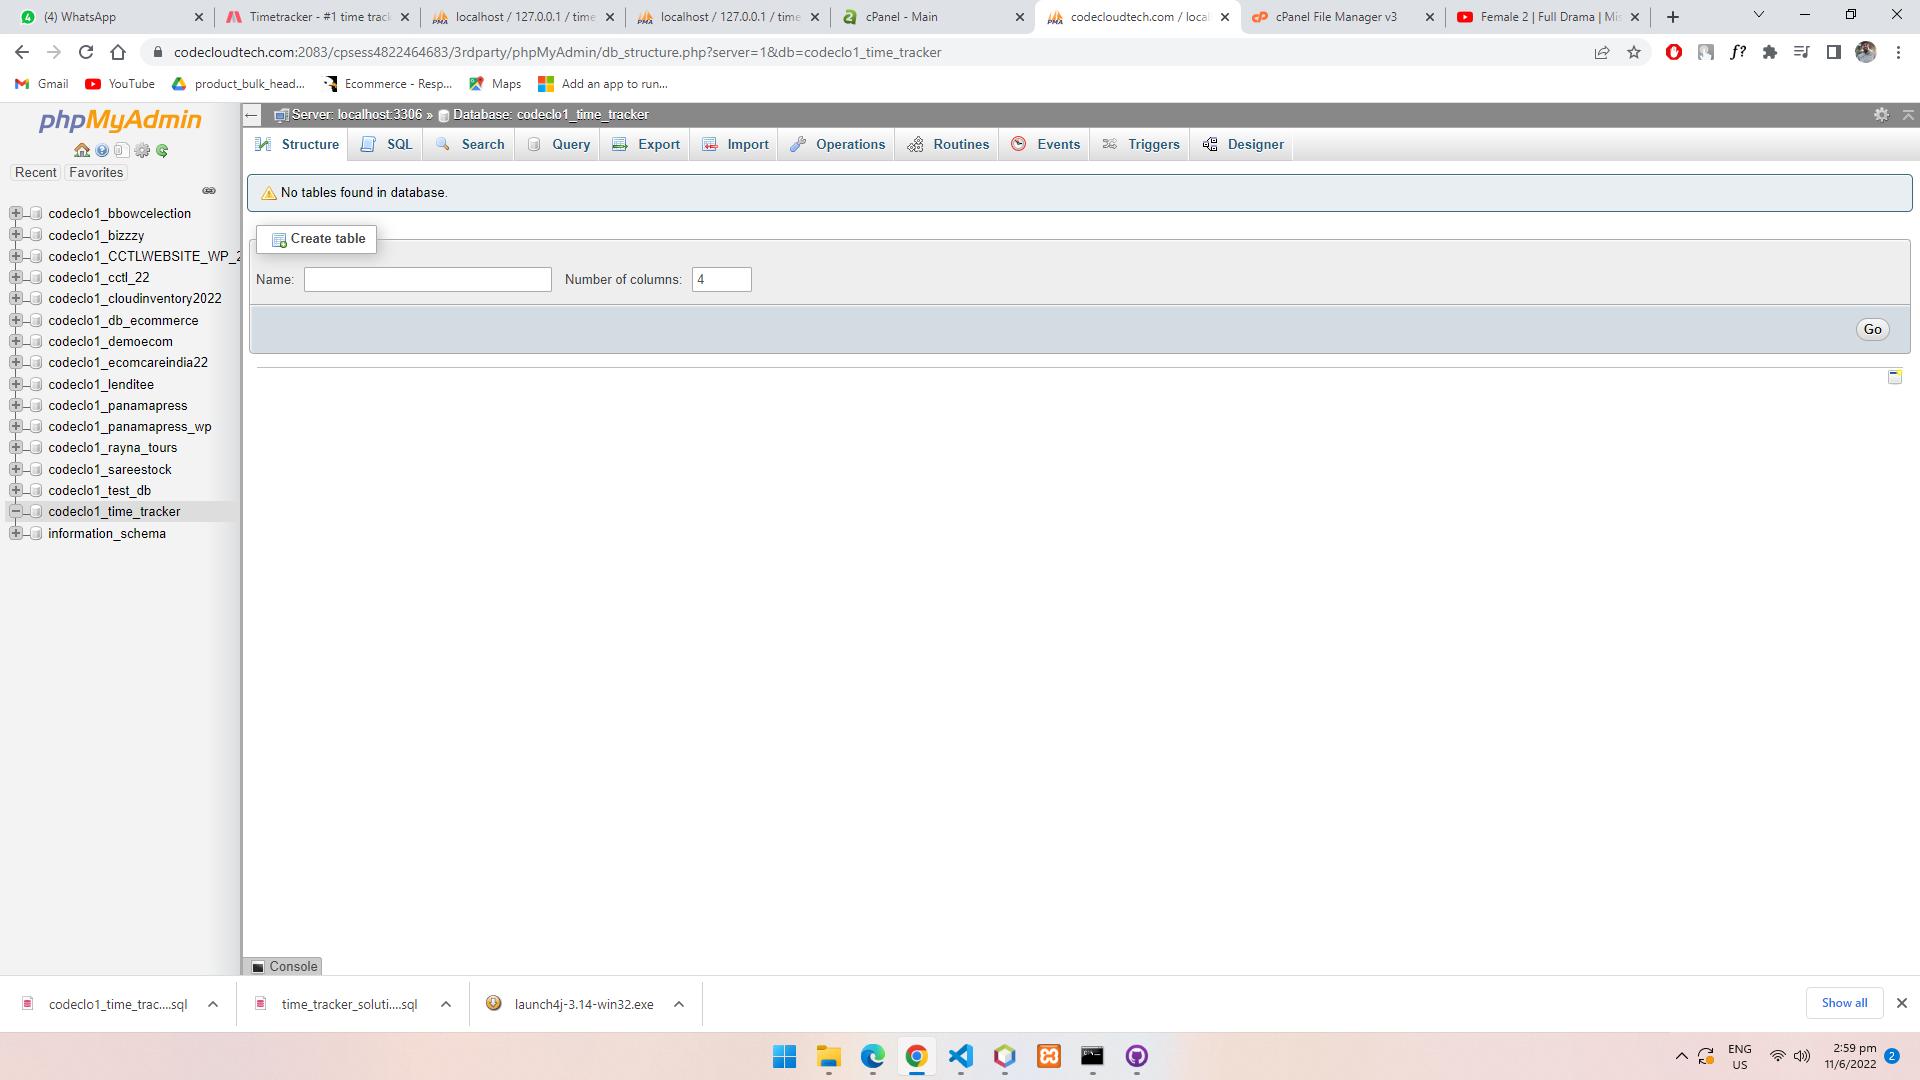 (4) WhatsApp
Timetracker - #1 time track
localhost / 127.0.0.1 / time
localhost / 127.0.0.1 / time
cPanel - Main
codecloudtech.com / local
cPanel File Manager v3
Female 2 | Full Drama | Mis
codecloudtech.com:2083/cpsess4822464683/3rdparty/phpMyAdmin/db_structure.php?server=1&db=codeclo1_time_tracker
Gmail
YouTube
product_bulk_head...
Ecommerce - Resp...
Maps
Add an app to run...
phpMyAdmin
Recent
Favorites
codeclo1_bbowcelection
codeclo1_bizzzy
codeclo1_CCTLWEBSITE_WP_2
codeclo1_cctl_22
codeclo1_cloudinventory2022
codeclo1_db_ecommerce
codeclo1_demoecom
codeclo1_ecomcareindia22
codeclo1_lenditee
codeclo1_panamapress
codeclo1_panamapress_wp
codeclo1_rayna_tours
codeclo1_sareestock
codeclo1_test_db
codeclo1_time_tracker
information_schema
Server: localhost:3306 » Database: codeclo1_time_tracker
Structure
SQL
Search
Query
Export
Import
Operations
Routines
Events
Triggers
Designer
No tables found in database.
Create table
Name:
Number of columns:
4
Go
Console
codeclo1_time_trac....sql
time_tracker_soluti....sql
launch4j-3.14-win32.exe
Show all
ENG
US
2:59 pm
11/6/2022
2